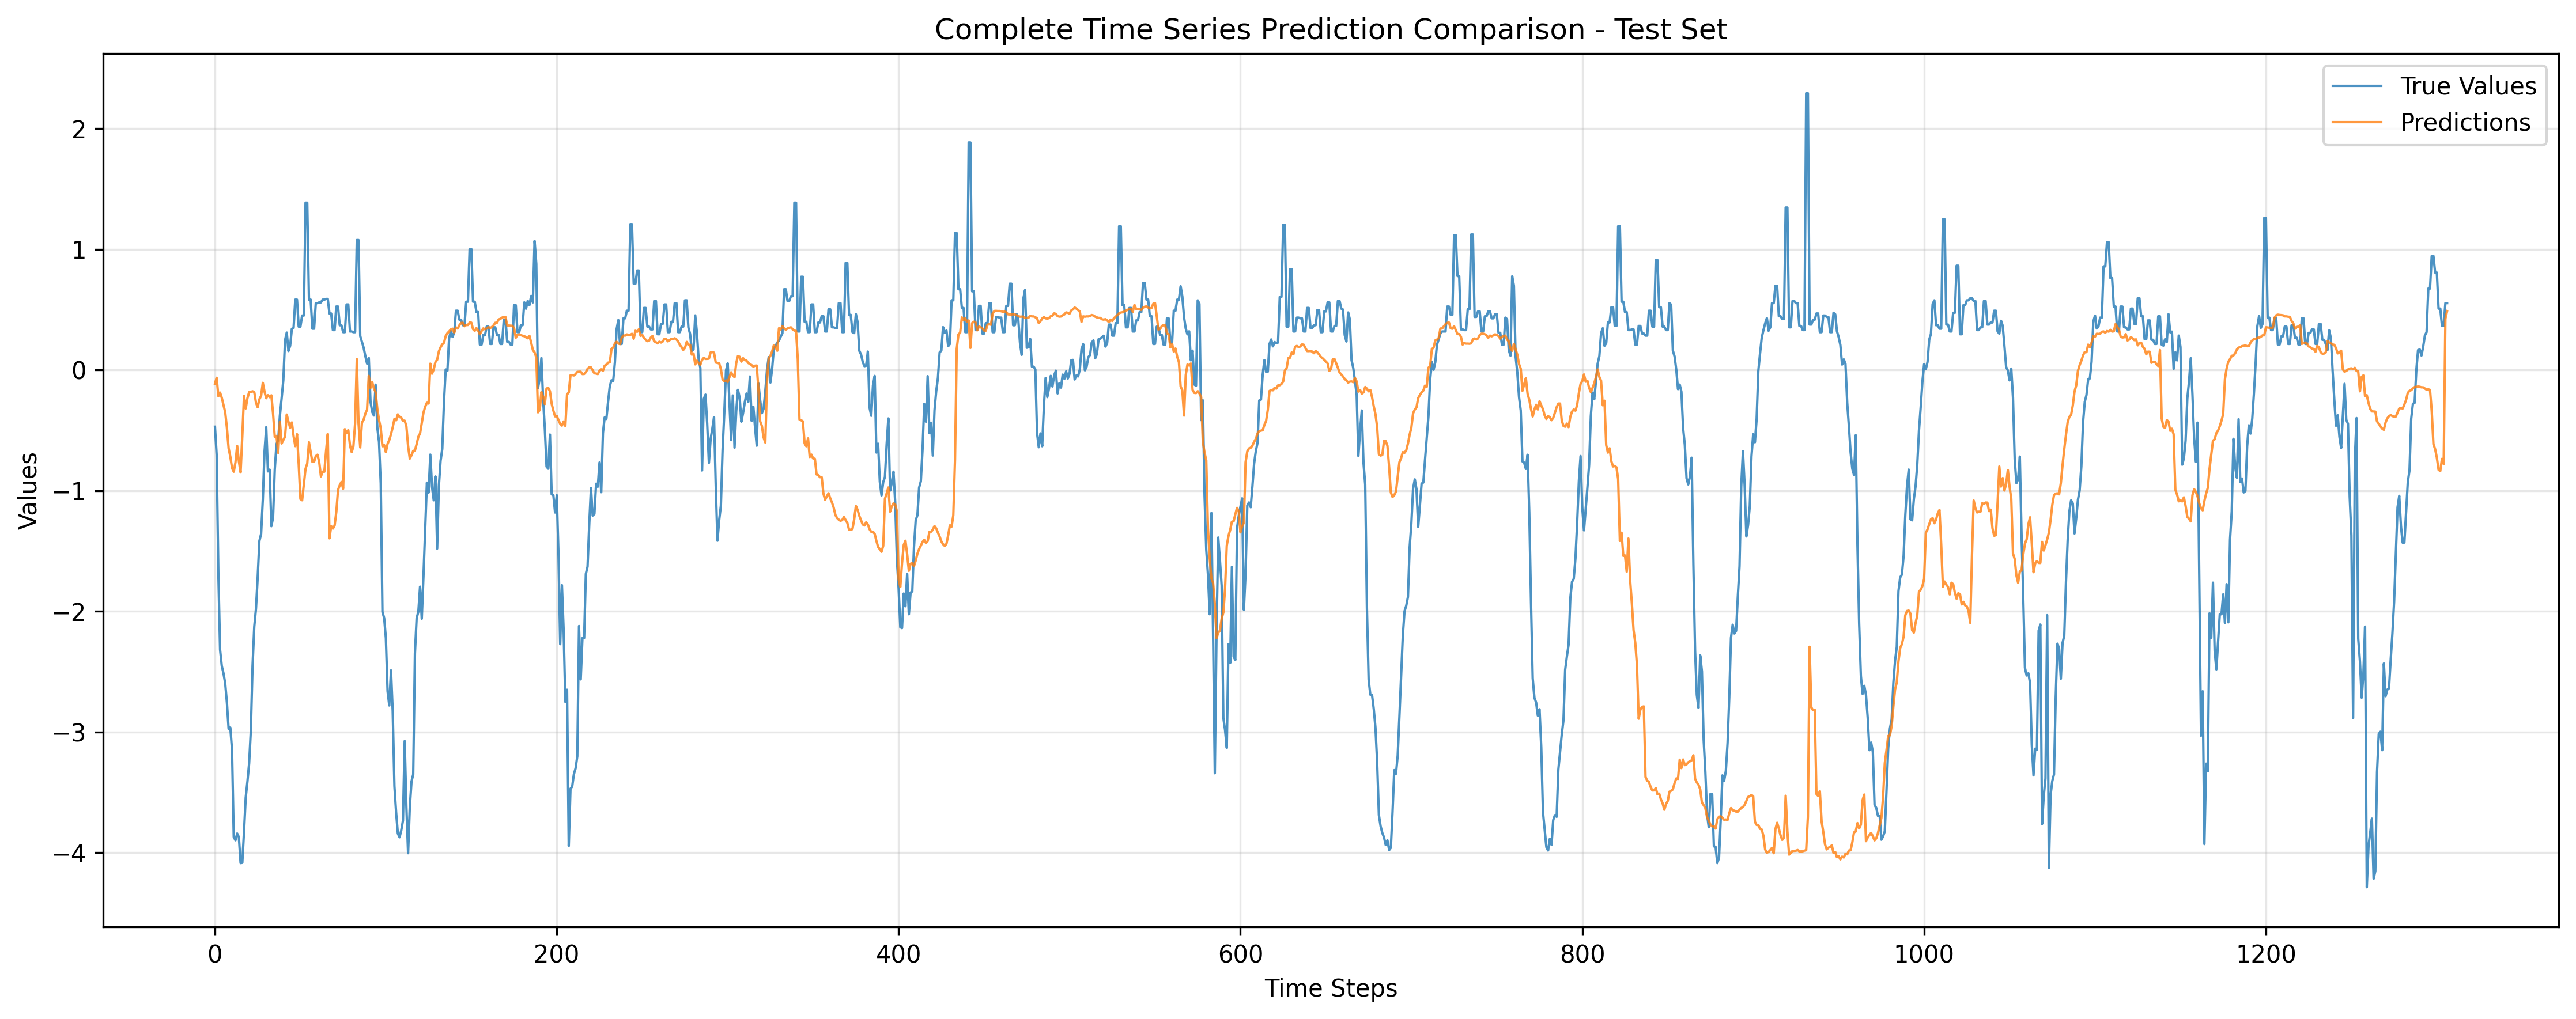 Complete Time Series Prediction Comparison - Test Set
True Values
Predictions
Values
2
1
0
−1
−2
−3
−4
0
200
400
600
800
1000
1200
Time Steps